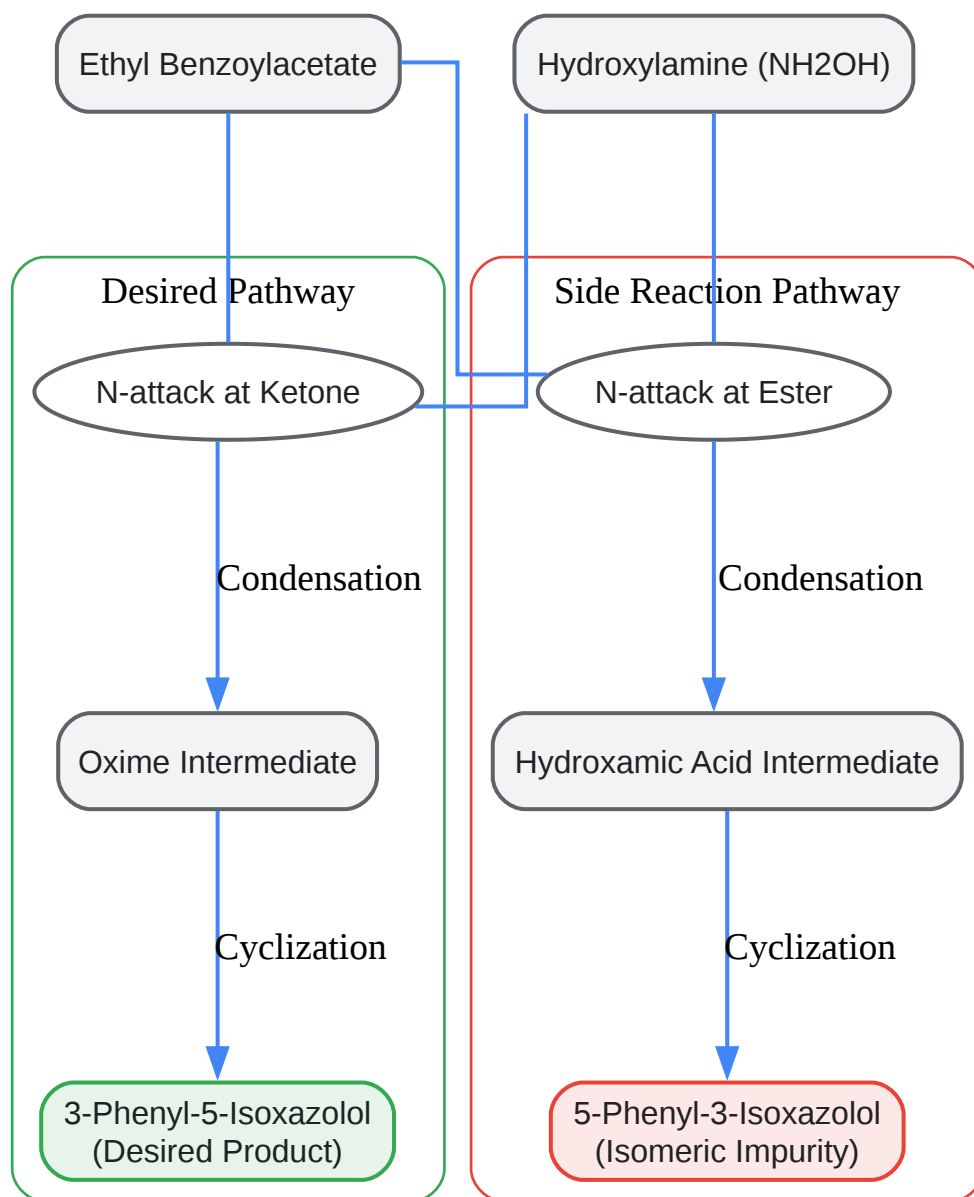 Ethyl Benzoylacetate
Hydroxylamine (NH2OH)
Desired Pathway
Side Reaction Pathway
N-attack at Ketone
N-attack at Ester
Condensation
Condensation
Oxime Intermediate
Hydroxamic Acid Intermediate
Cyclization
Cyclization
3-Phenyl-5-Isoxazolol
(Desired Product)
5-Phenyl-3-Isoxazolol
(Isomeric Impurity)